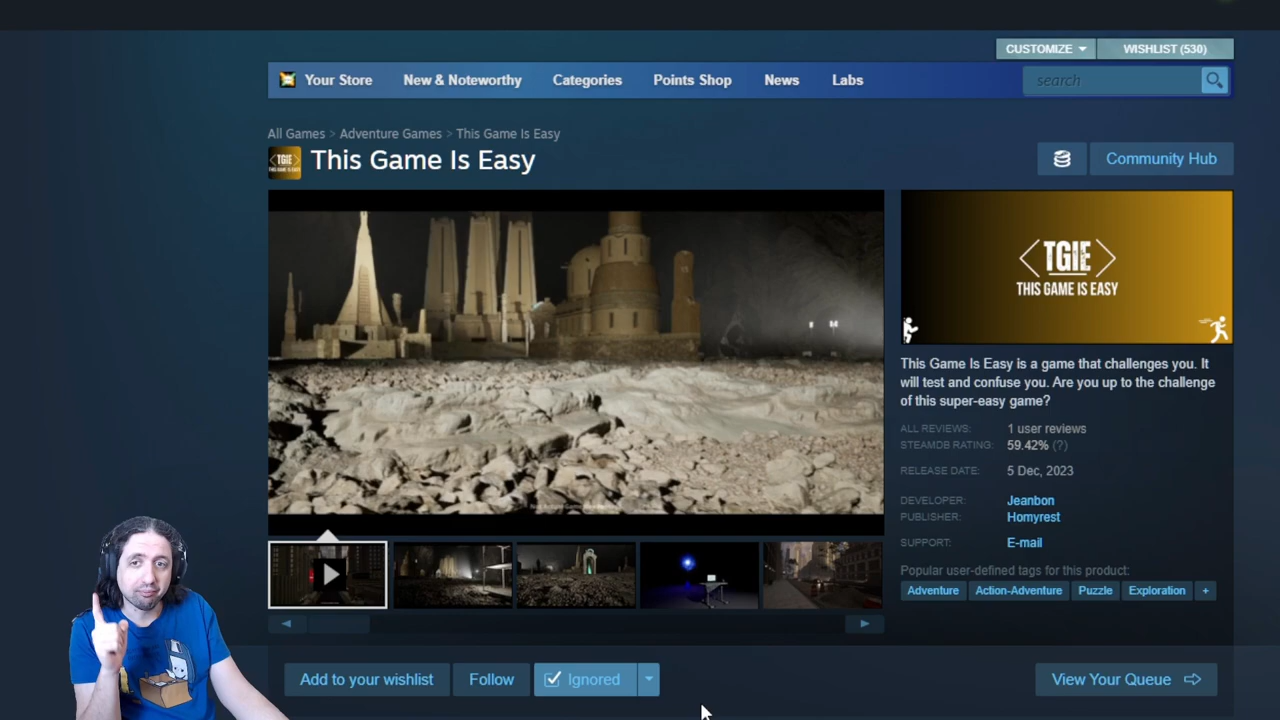 CUSTOMIZE
WISHLIST (530)
Your Store
New & Noteworthy
Categories
Points Shop
News
Labs
search
All Games > Adventure Games > This Game Is Easy
TGIE
THIS GAME IS EASY
This Game Is Easy
Community Hub
TGIE
THIS GAME IS EASY
This Game Is Easy is a game that challenges you. It
will test and confuse you. Are you up to the challenge
of this super-easy game?
ALL REVIEWS: 1 user reviews
STEAMDB RATING: 59.42% (?)
RELEASE DATE: 5 Dec, 2023
DEVELOPER: Jeanbon
PUBLISHER: Homyrest
SUPPORT: E-mail
Popular user-defined tags for this product:
Adventure
Action-Adventure
Puzzle
Exploration
+
Add to your wishlist
Follow
Ignored
View Your Queue